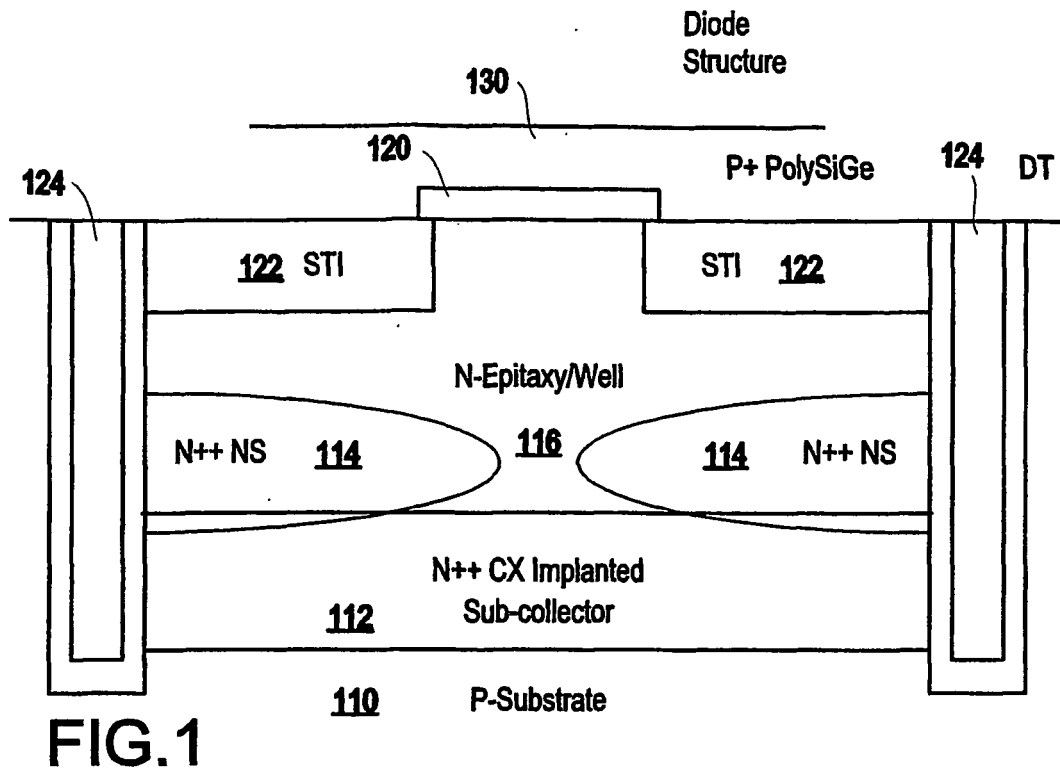 Diode
Structure
130
120
124
P+ PolySiGe
124
DT
122 STI
STI 122
N-Epitaxy/Well
N++ NS 114
116
114 N++ NS
N++ CX Implanted
Sub-collector
112
110 P-Substrate
FIG.1